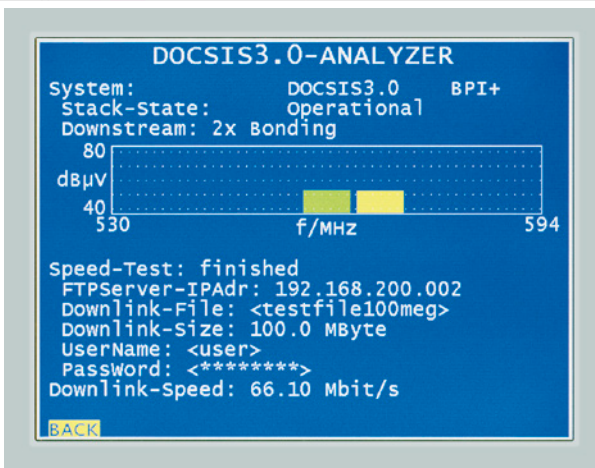 DOCSIS3.0-ANALYZER
System: DOCSIS3.0 BPI+
Stack-State: Operational
Downstream: 2x Bonding
80
dBµV
40
530 f/MHz 594
Speed-Test: finished
FTPServer-IPAdr: 192.168.200.002
Downlink-File: <testfile100meg>
Downlink-Size: 100.0 MByte
UserName: <user>
PassWord: <********>
Downlink-Speed: 66.10 Mbit/s
BACK